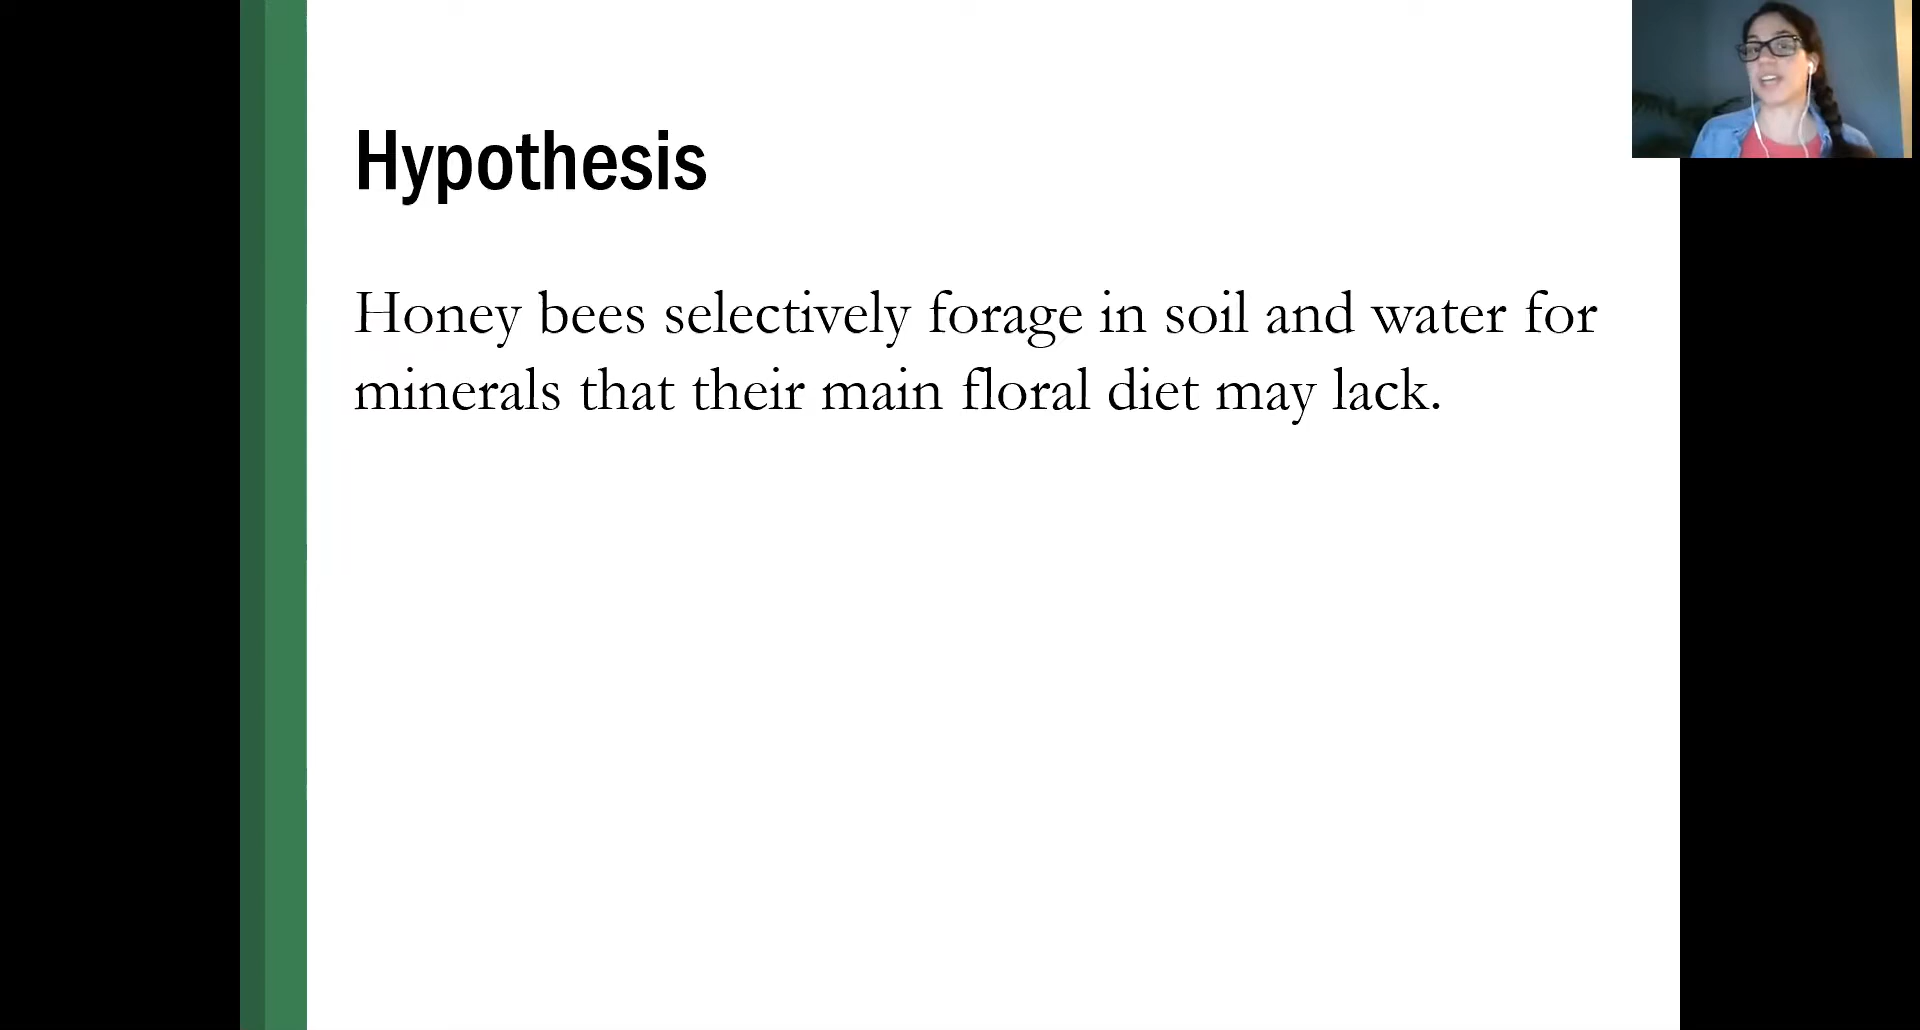 Hypothesis
Honey bees selectively forage in soil and water for
minerals that their main floral diet may lack.